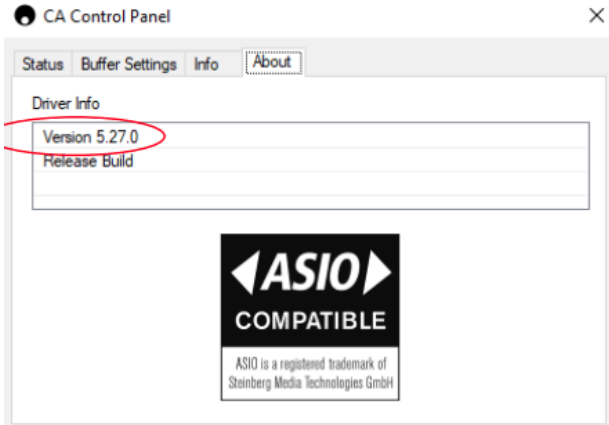 CA Control Panel
Status Buffer Settings Info About
Driver Info
Version 5.27.0
Release Build
ASIO
COMPATIBLE
ASIO is a registered trademark of
Steinberg Media Technologies GmbH